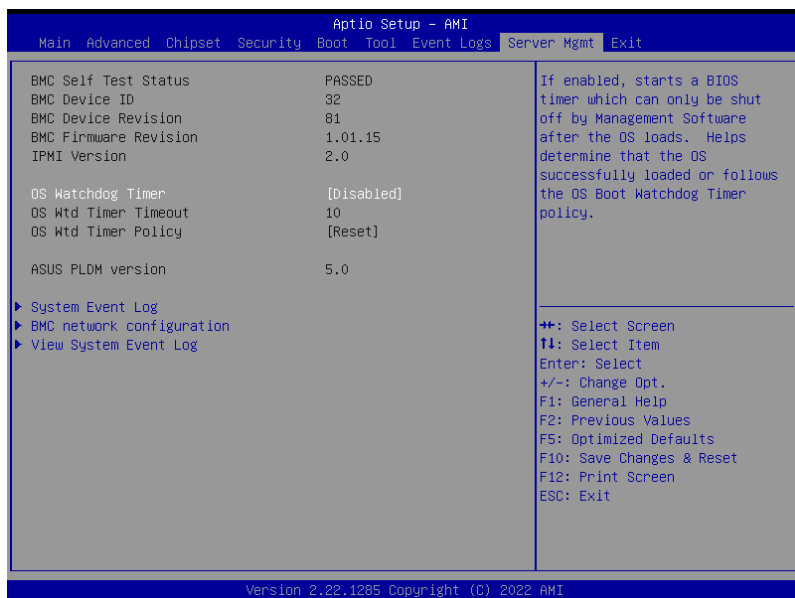 Aptio Setup – AMI
Main Advanced Chipset Security Boot Tool Event Logs Server Mgmt Exit
BMC Self Test Status PASSED
BMC Device ID 32
BMC Device Revision 81
BMC Firmware Revision 1.01.15
IPMI Version 2.0
OS Watchdog Timer [Disabled]
OS Wtd Timer Timeout 10
OS Wtd Timer Policy [Reset]
ASUS PLDM version 5.0
System Event Log
BMC network configuration
View System Event Log
If enabled, starts a BIOS
timer which can only be shut
off by Management Software
after the OS loads. Helps
determine that the OS
successfully loaded or follows
the OS Boot Watchdog Timer
policy.
→←: Select Screen
↑↓: Select Item
Enter: Select
+/-: Change Opt.
F1: General Help
F2: Previous Values
F5: Optimized Defaults
F10: Save Changes & Reset
F12: Print Screen
ESC: Exit
Version 2.22.1285 Copyright (C) 2022 AMI